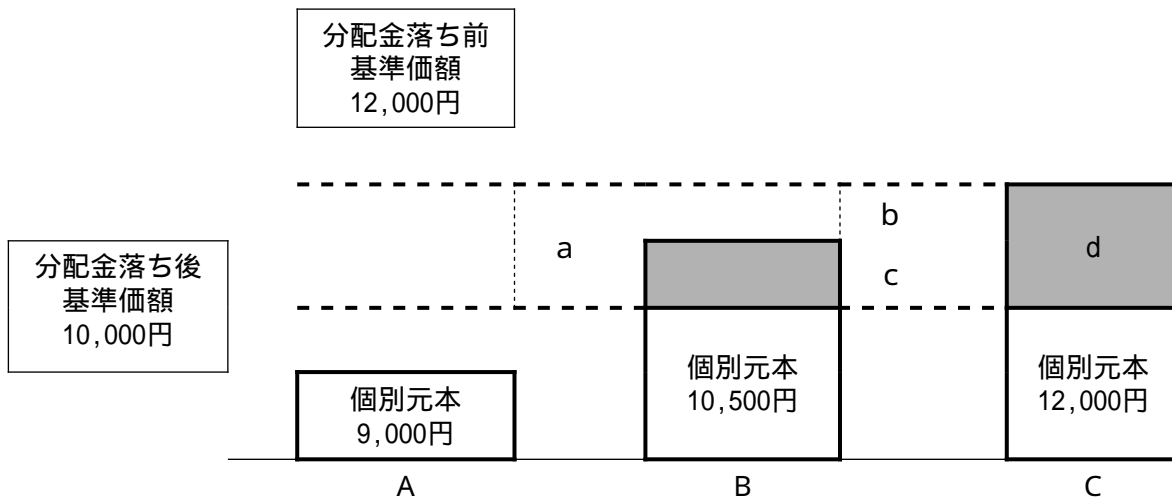 分配金落ち前
基準価額
12,000円
a
b
c
d
分配金落ち後
基準価額
10,000円
個別元本
9,000円
個別元本
10,500円
個別元本
12,000円
A
B
C